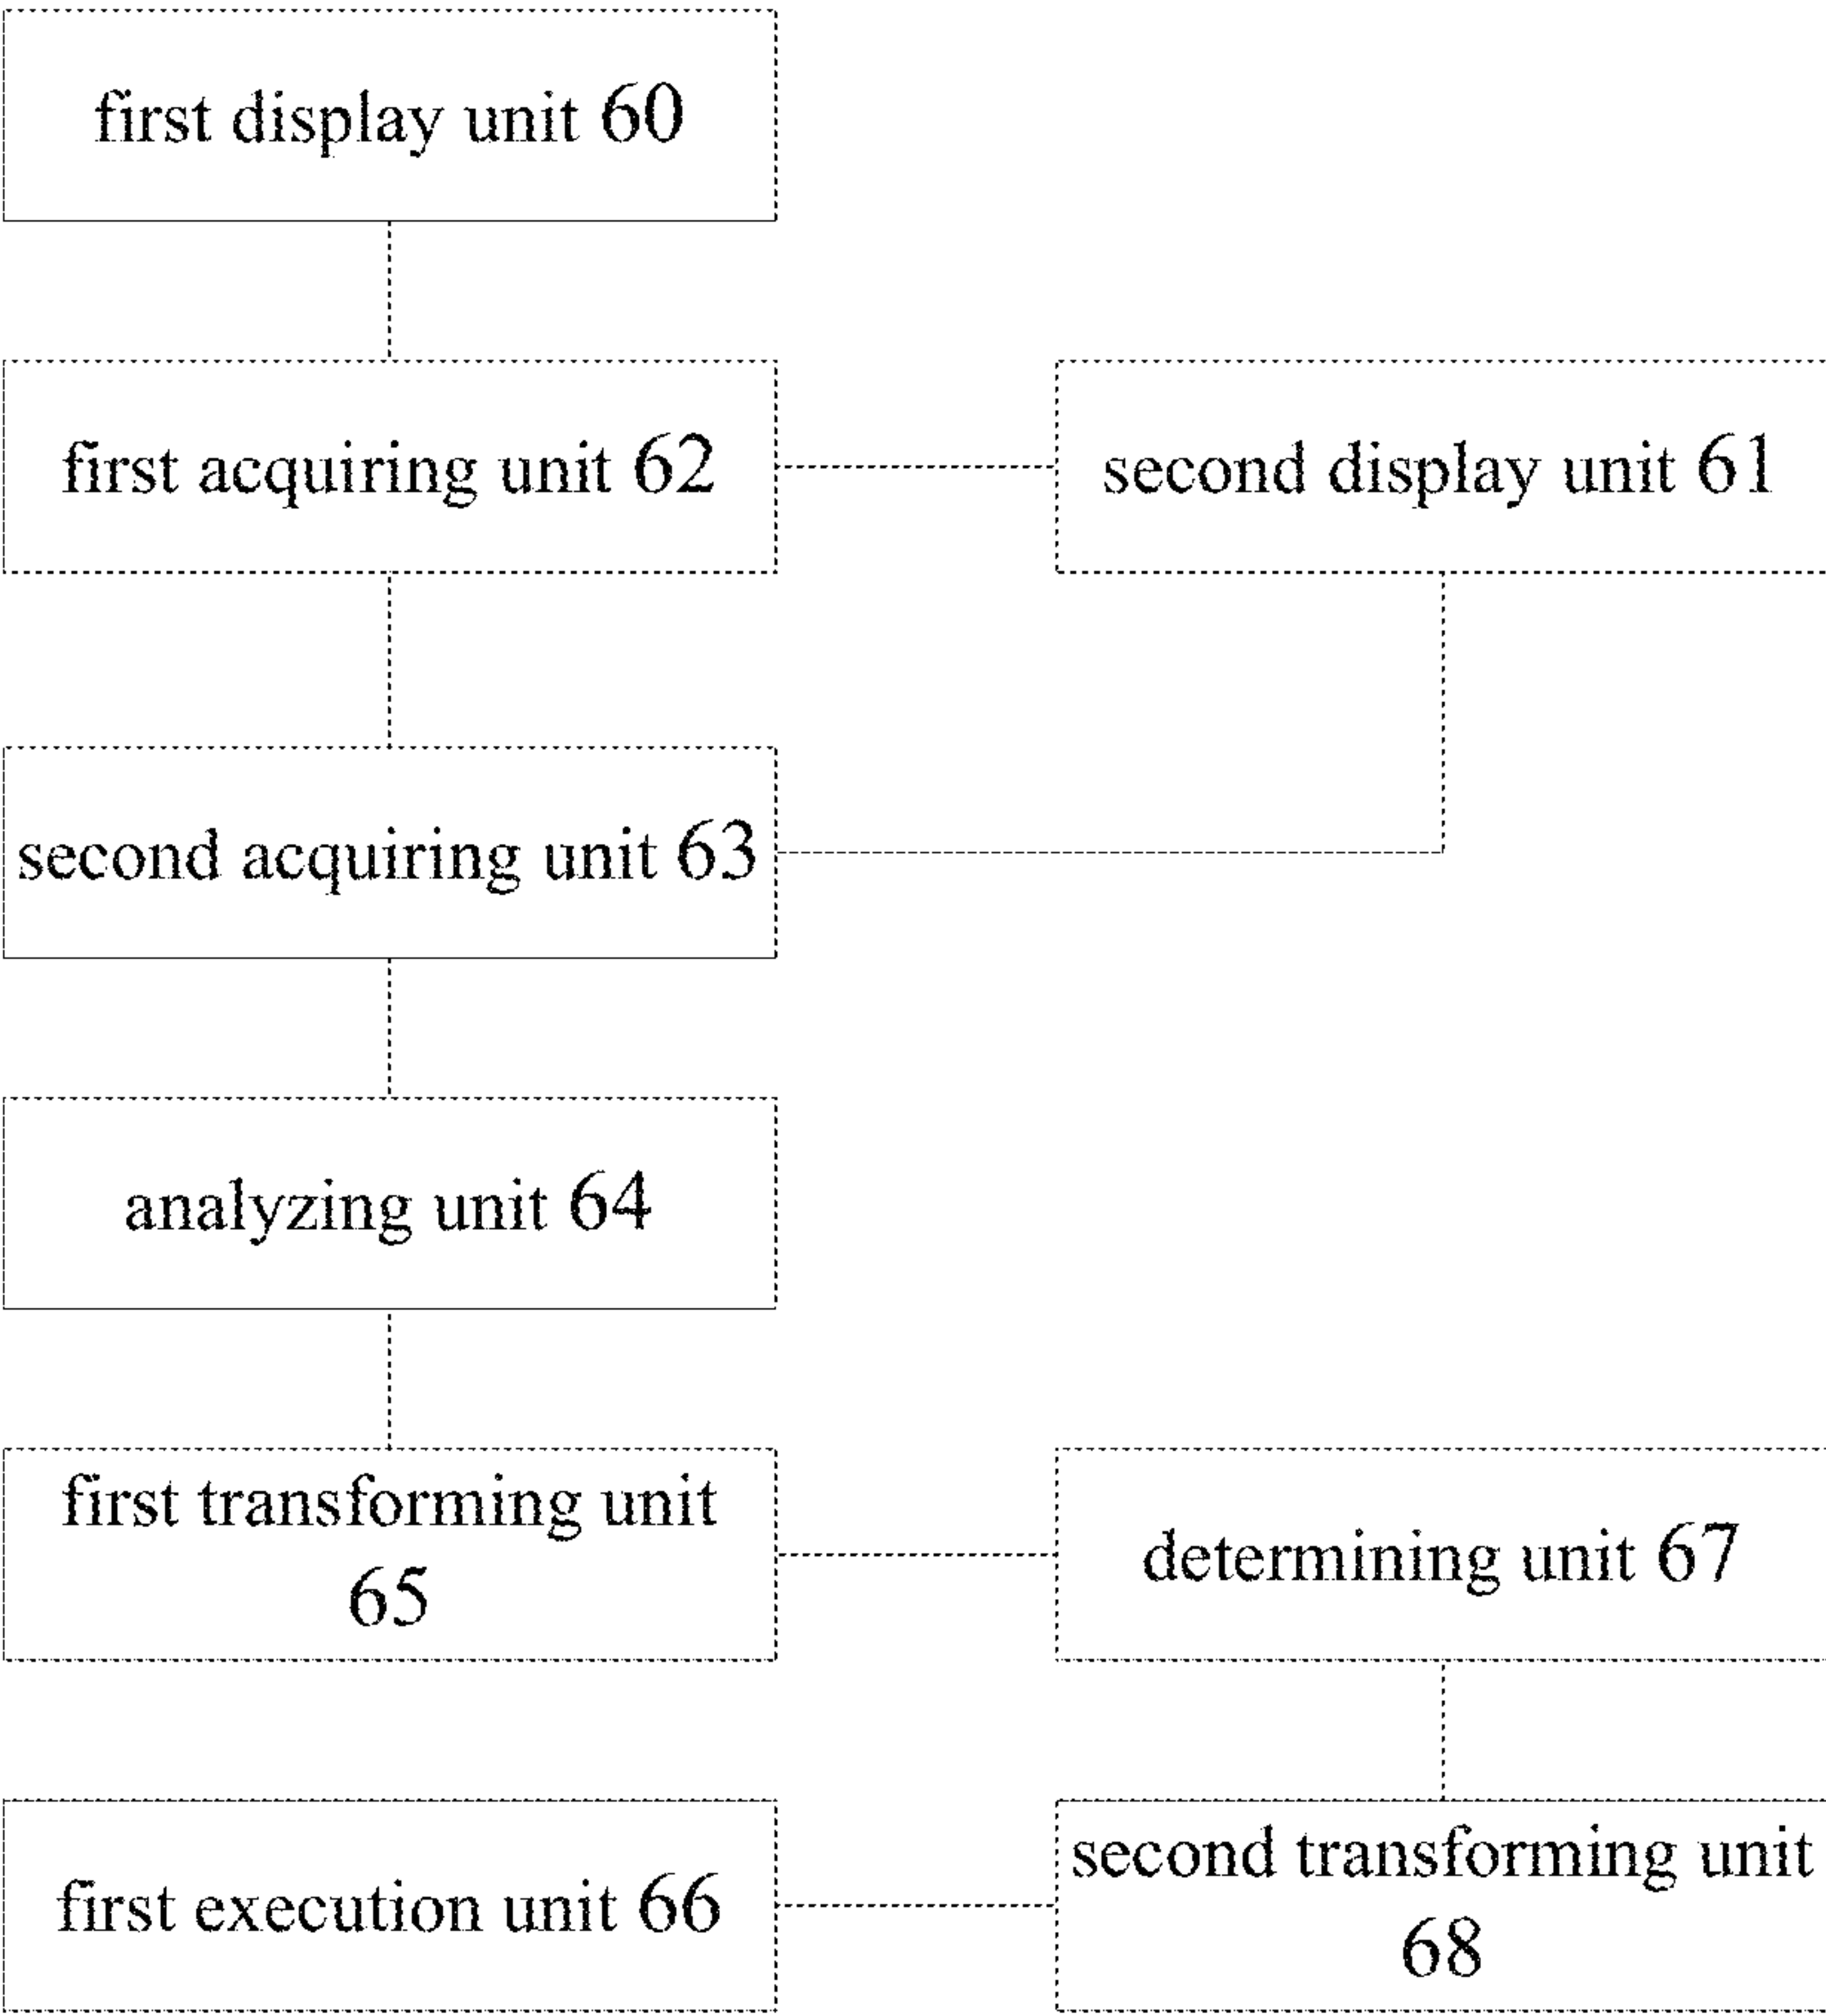 first display unit 60
first acquiring unit 62
second display unit 61
second acquiring unit 63
analyzing unit 64
first transforming unit
65
determining unit 67
first execution unit 66
second transforming unit
68